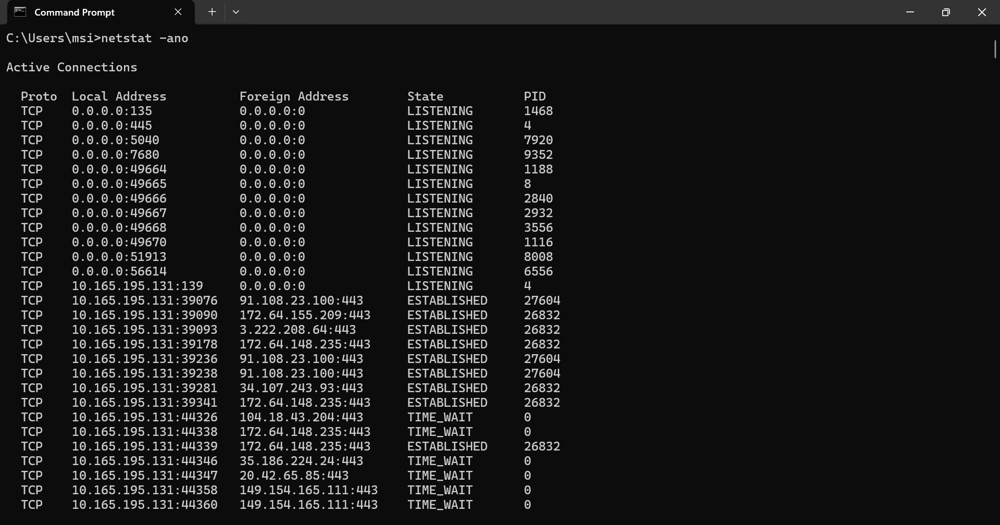 Command Prompt
C:\Users\msi>netstat -ano
Active Connections
Proto  Local Address          Foreign Address        State           PID
TCP    0.0.0.0:135            0.0.0.0:0              LISTENING       1468
TCP    0.0.0.0:445            0.0.0.0:0              LISTENING       4
TCP    0.0.0.0:5040           0.0.0.0:0              LISTENING       7920
TCP    0.0.0.0:7680           0.0.0.0:0              LISTENING       9352
TCP    0.0.0.0:49664          0.0.0.0:0              LISTENING       1188
TCP    0.0.0.0:49665          0.0.0.0:0              LISTENING       8
TCP    0.0.0.0:49666          0.0.0.0:0              LISTENING       2840
TCP    0.0.0.0:49667          0.0.0.0:0              LISTENING       2932
TCP    0.0.0.0:49668          0.0.0.0:0              LISTENING       3556
TCP    0.0.0.0:49670          0.0.0.0:0              LISTENING       1116
TCP    0.0.0.0:51913          0.0.0.0:0              LISTENING       8008
TCP    0.0.0.0:56614          0.0.0.0:0              LISTENING       6556
TCP    10.165.195.131:139     0.0.0.0:0              LISTENING       4
TCP    10.165.195.131:39076   91.108.23.100:443      ESTABLISHED     27604
TCP    10.165.195.131:39090   172.64.155.209:443     ESTABLISHED     26832
TCP    10.165.195.131:39093   3.222.208.64:443       ESTABLISHED     26832
TCP    10.165.195.131:39178   172.64.148.235:443     ESTABLISHED     26832
TCP    10.165.195.131:39236   91.108.23.100:443      ESTABLISHED     27604
TCP    10.165.195.131:39238   91.108.23.100:443      ESTABLISHED     27604
TCP    10.165.195.131:39281   34.107.243.93:443      ESTABLISHED     26832
TCP    10.165.195.131:39341   172.64.148.235:443     ESTABLISHED     26832
TCP    10.165.195.131:44326   104.18.43.204:443      TIME_WAIT       0
TCP    10.165.195.131:44338   172.64.148.235:443     TIME_WAIT       0
TCP    10.165.195.131:44339   172.64.148.235:443     ESTABLISHED     26832
TCP    10.165.195.131:44346   35.186.224.24:443      TIME_WAIT       0
TCP    10.165.195.131:44347   20.42.65.85:443        TIME_WAIT       0
TCP    10.165.195.131:44358   149.154.165.111:443    TIME_WAIT       0
TCP    10.165.195.131:44360   149.154.165.111:443    TIME_WAIT       0